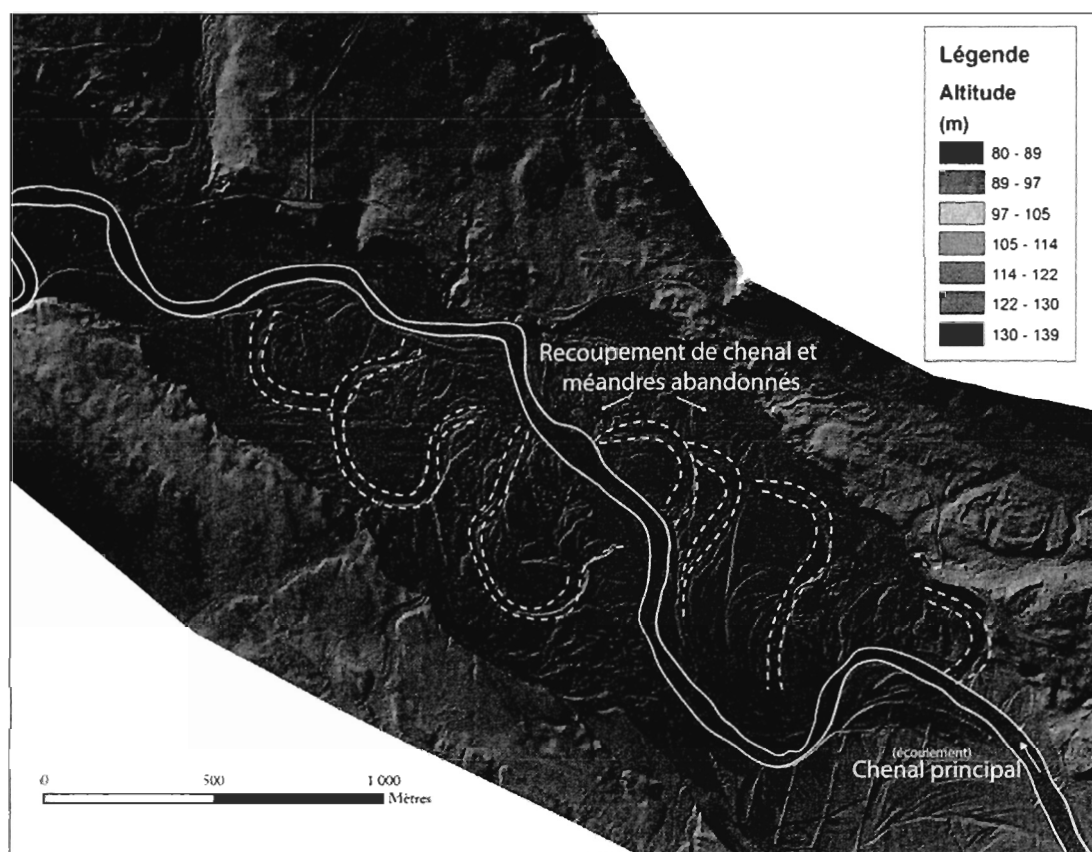 Légende
Altitude
(m)
80 - 89
89 - 97
97 - 105
105 - 114
114 - 122
122 - 130
130 - 139
Recoupement de chenal et
méandres abandonnés
(écoulement)
Chenal principal
0 500 1 000
Mètres